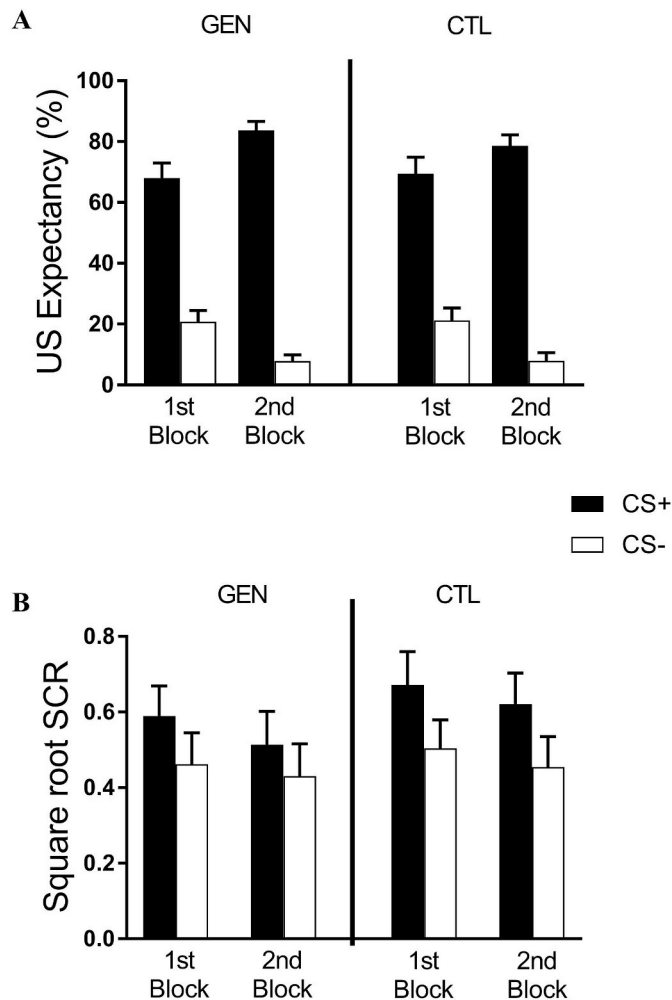 A
GEN
CTL
US Expectancy (%)
100
80
60
40
20
0
1st
Block
2nd
Block
1st
Block
2nd
Block
CS+
CS-
B
GEN
CTL
Square root SCR
0.8
0.6
0.4
0.2
0.0
1st
Block
2nd
Block
1st
Block
2nd
Block